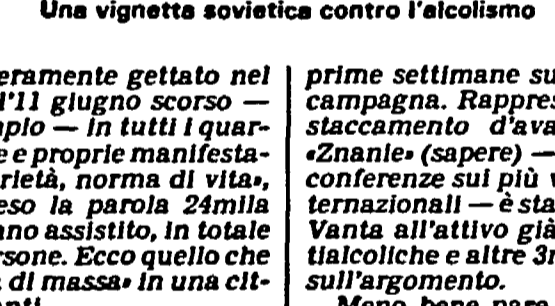 Una vignetta sovietica contro l'alcolismo
eramente gettato nel
l'11 giugno scorso —
mpio — in tutti i quar-
e e proprie manifesta-
rietà, norma di vita»,
eso la parola 24mila
ano assistito, in totale
rsone. Ecco quello che
di massa» in una cit-
prime settimane su
campagna. Rappres
staccamento d'ava
«Znanie» (sapere) —
conferenze sui più v
ternazionali — è sta
Vanta all'attivo già
tialcoliche e altre 3
sull'argomento.
Meno bene